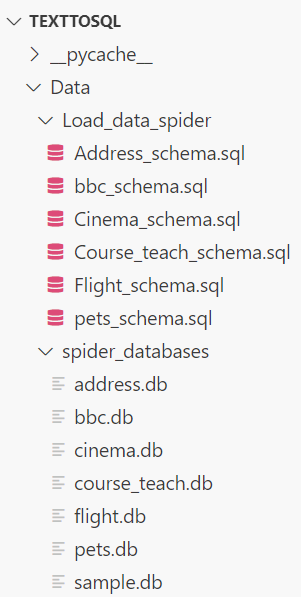 TEXTTOSQL
__pycache__
Data
Load_data_spider
Address_schema.sql
bbc_schema.sql
Cinema_schema.sql
Course_teach_schema.sql
Flight_schema.sql
pets_schema.sql
spider_databases
address.db
bbc.db
cinema.db
course_teach.db
flight.db
pets.db
sample.db